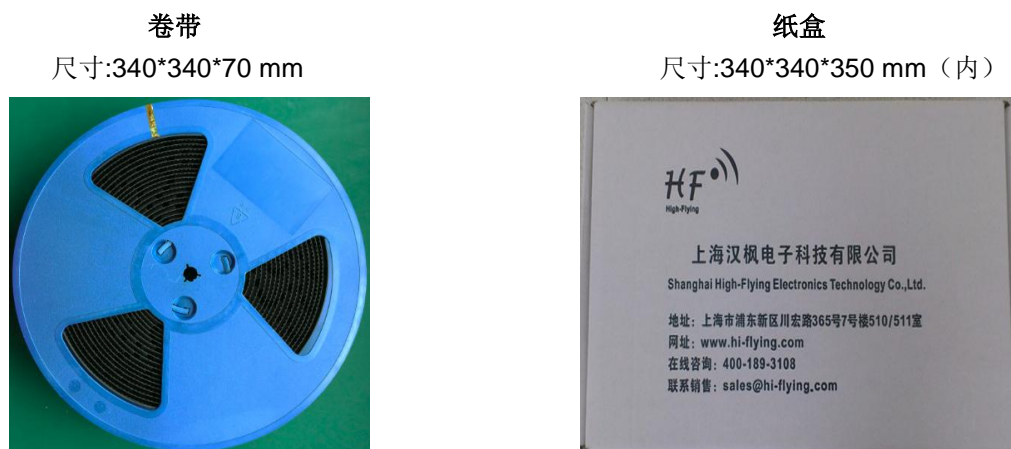 卷带
尺寸:340*340*70 mm
纸盒
尺寸:340*340*350 mm（内）
HF
High-Flying
上海汉枫电子科技有限公司
Shanghai High-Flying Electronics Technology Co.,Ltd.
地址：上海市浦东新区川宏路365号7号楼510/511室
网址：www.hi-flying.com
在线咨询：400-189-3108
联系销售：sales@hi-flying.com